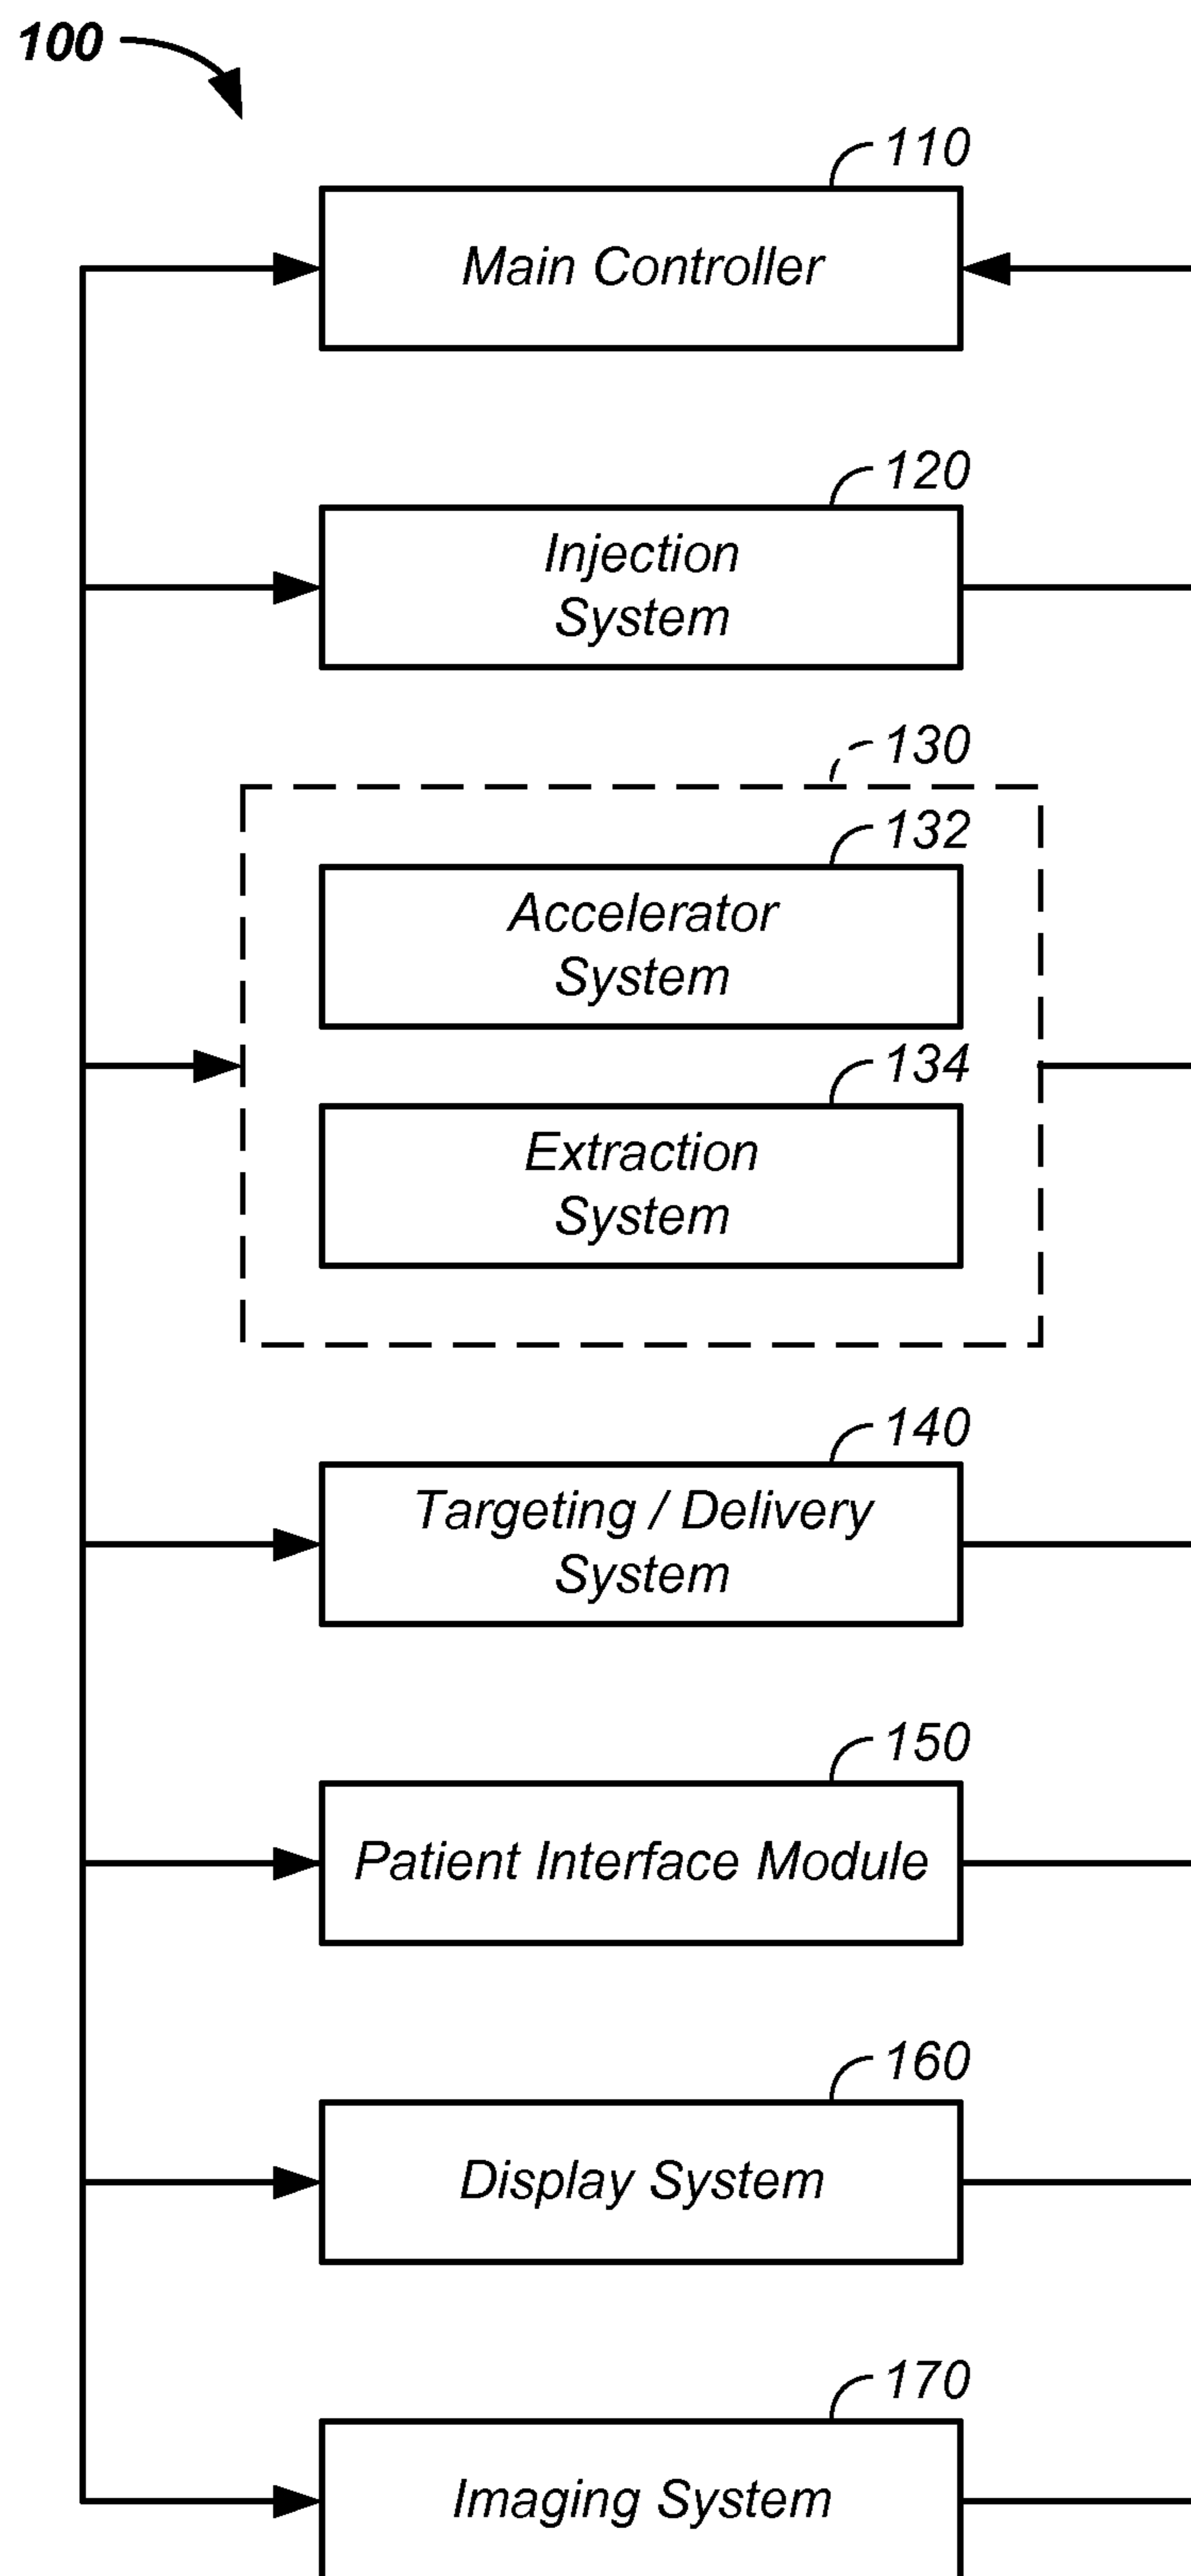 100
110
Main Controller
120
Injection
System
130
132
Accelerator
System
134
Extraction
System
140
Targeting / Delivery
System
150
Patient Interface Module
160
Display System
170
Imaging System